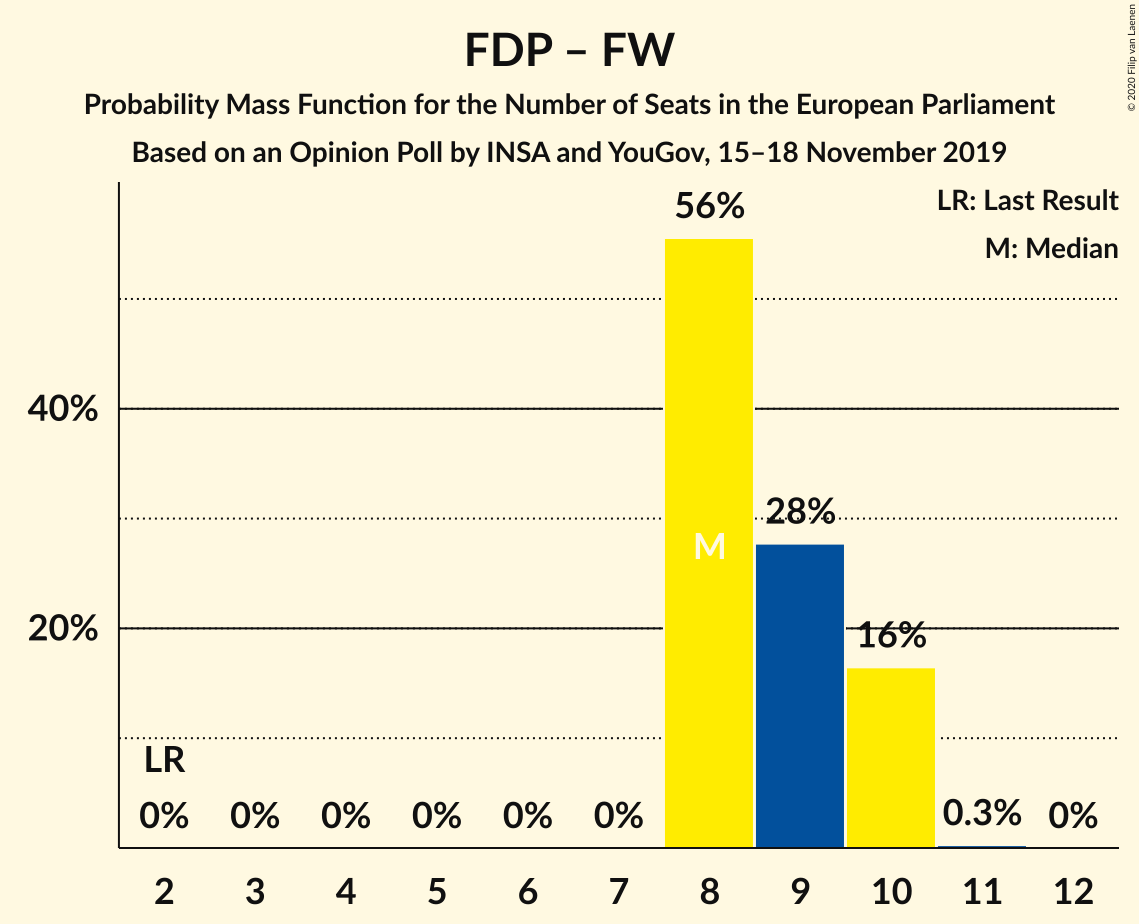 FDP – FW
Probability Mass Function for the Number of Seats in the European Parliament
Based on an Opinion Poll by INSA and YouGov, 15–18 November 2019
© 2020 Filip van Laenen
LR: Last Result
M: Median
56%
40%
28%
M
20%
16%
LR
0% 0% 0% 0% 0% 0% 0.3% 0%
2 3 4 5 6 7 8 9 10 11 12